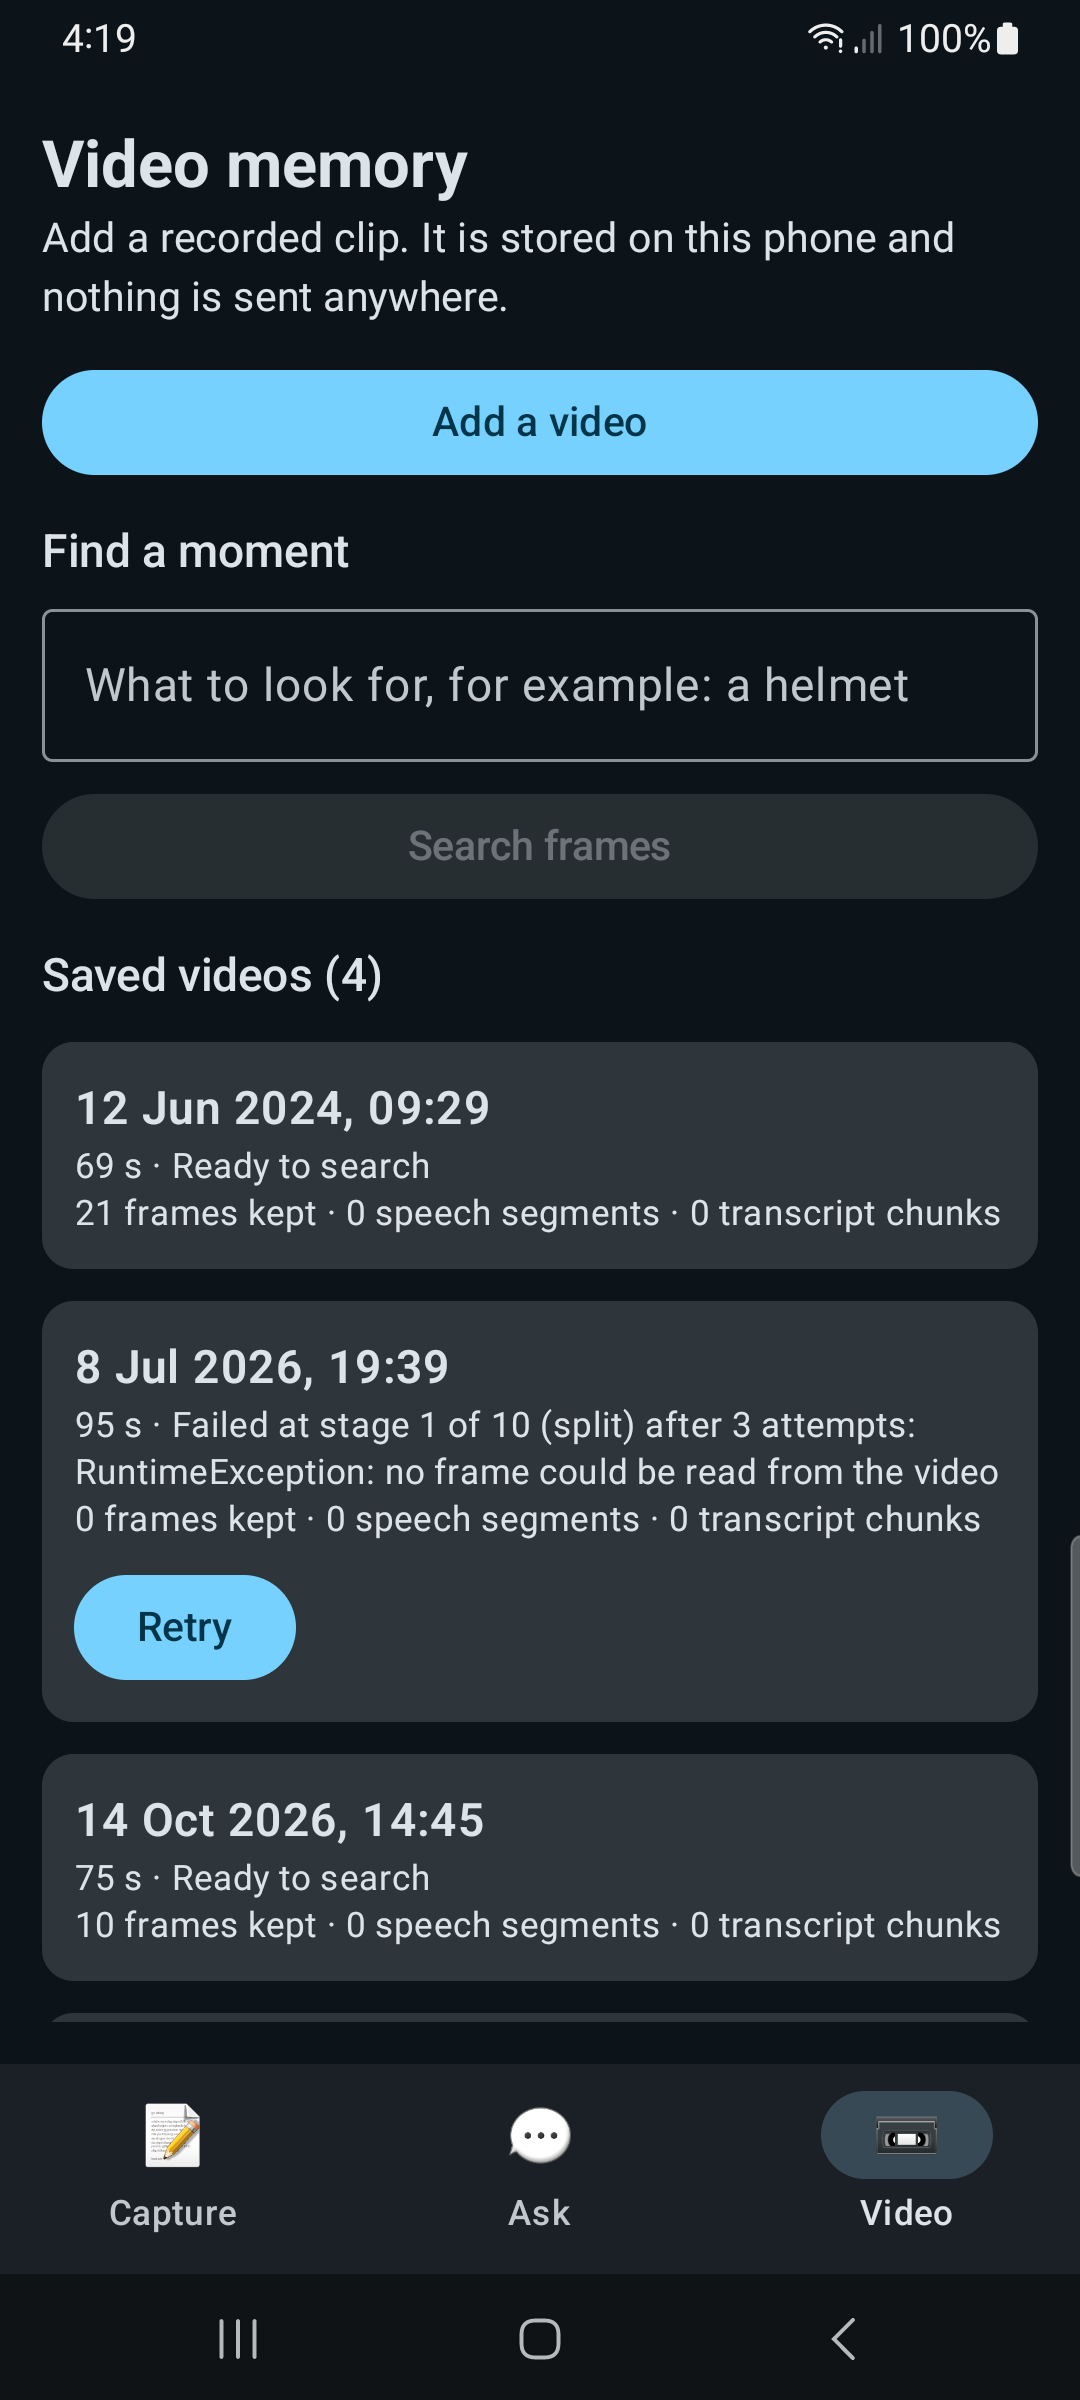 4:19
100%
Video memory
Add a recorded clip. It is stored on this phone and
nothing is sent anywhere.
Add a video
Find a moment
What to look for, for example: a helmet
Search frames
Saved videos (4)
12 Jun 2024, 09:29
69 s · Ready to search
21 frames kept · 0 speech segments · 0 transcript chunks
8 Jul 2026, 19:39
95 s · Failed at stage 1 of 10 (split) after 3 attempts:
RuntimeException: no frame could be read from the video
0 frames kept · 0 speech segments · 0 transcript chunks
Retry
14 Oct 2026, 14:45
75 s · Ready to search
10 frames kept · 0 speech segments · 0 transcript chunks
Capture
Ask
Video